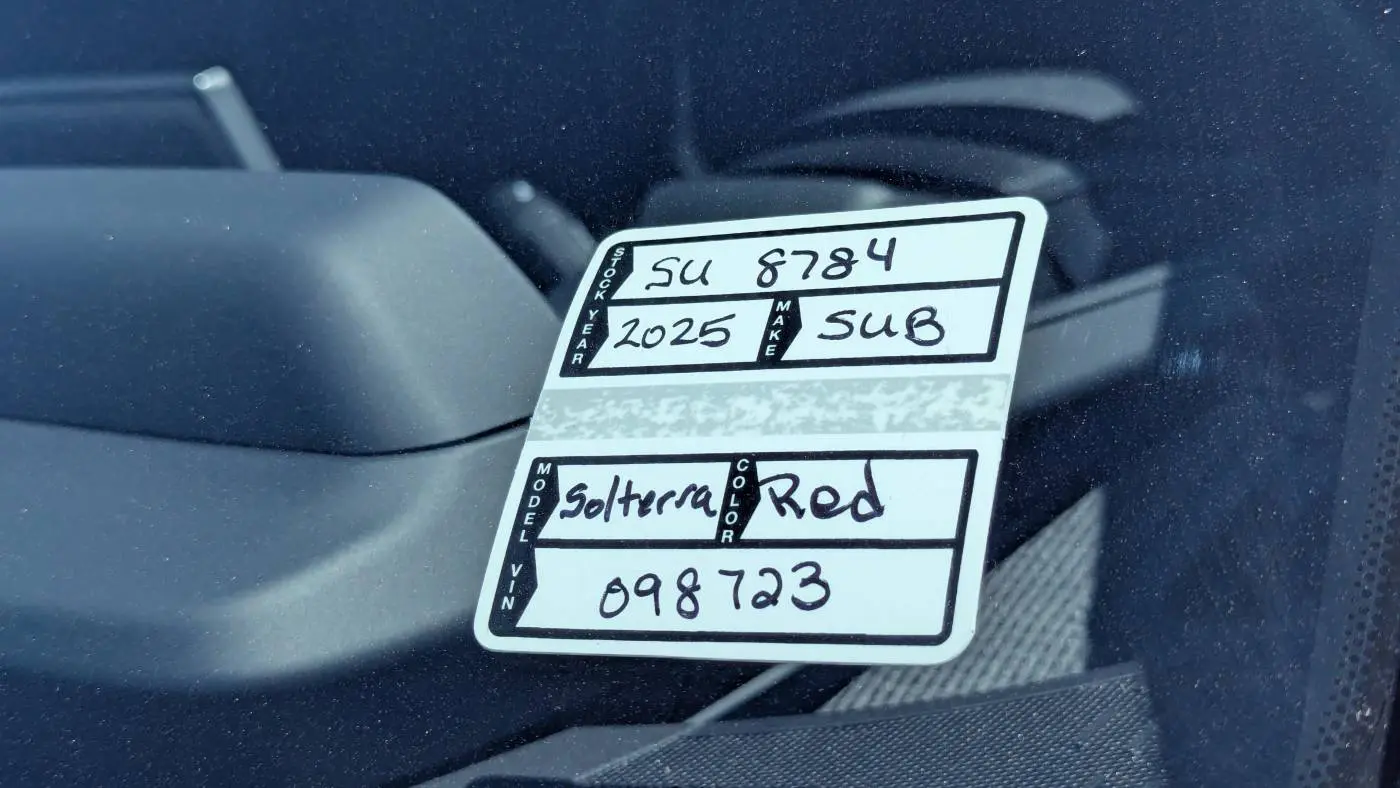 STOCK SU 8784
YEAR 2025 MAKE SUB
MODEL Solterra COLOR Red
VIN 098723